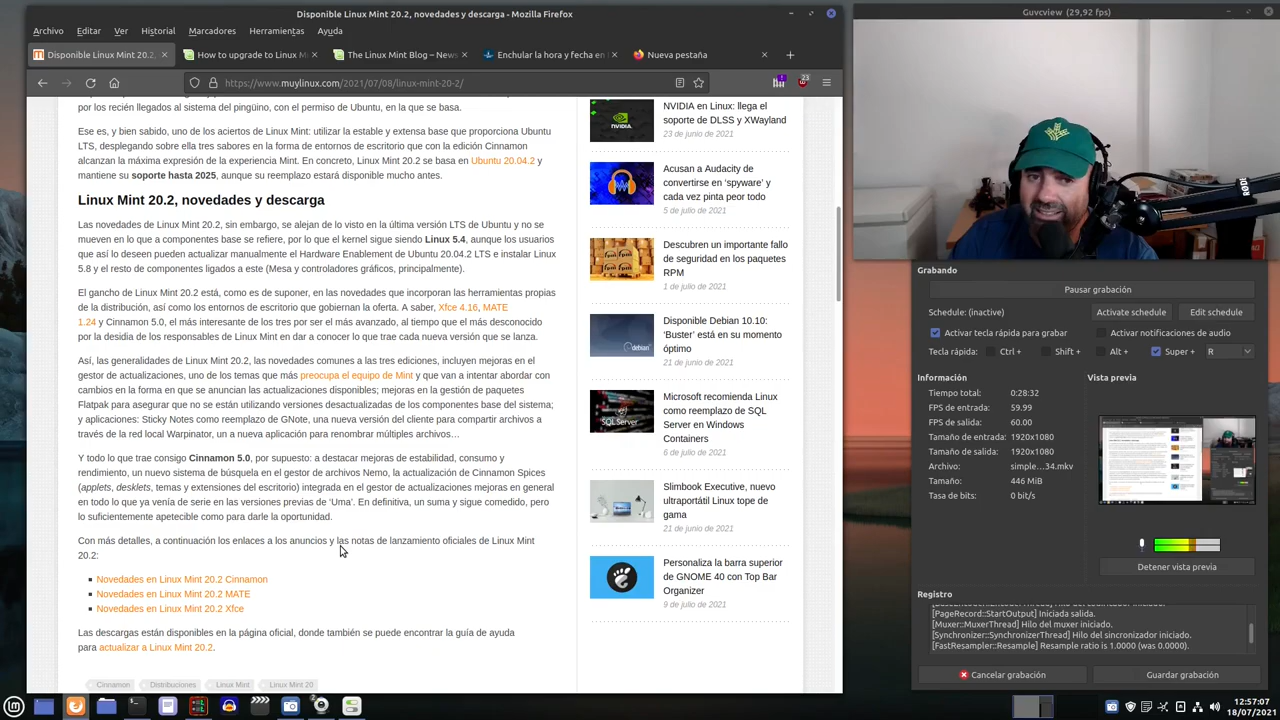 Disponible Linux Mint 20.2, novedades y descarga - Mozilla Firefox
Archivo Editar Ver Historial Marcadores Herramientas Ayuda
Disponible Linux Mint 20.2,
How to upgrade to Linux M
The Linux Mint Blog – News
Enchular la hora y fecha en
Nueva pestaña
https://www.muylinux.com/2021/07/08/linux-mint-20-2/
23
por los recién llegados al sistema del pingüino, con el permiso de Ubuntu, en la que se basa.
Ese es, y bien sabido, uno de los aciertos de Linux Mint: utilizar la estable y extensa base que proporciona Ubuntu
LTS, desplegando sobre ella tres sabores en la forma de entornos de escritorio que con la edición Cinnamon
alcanzan la máxima expresión de la experiencia Mint. En concreto, Linux Mint 20.2 se basa en Ubuntu 20.04.2 y
mantiene su soporte hasta 2025, aunque su reemplazo estará disponible mucho antes.
Linux Mint 20.2, novedades y descarga
Las novedades de Linux Mint 20.2, sin embargo, se alejan de lo visto en la última versión LTS de Ubuntu y no se
mueven en lo que a componentes base se refiere, por lo que el kernel sigue siendo Linux 5.4, aunque los usuarios
que así lo deseen pueden actualizar manualmente el Hardware Enablement de Ubuntu 20.04.2 LTS e instalar Linux
5.8 y el resto de componentes ligados a este (Mesa y controladores gráficos, principalmente).
El gancho de Linux Mint 20.2 está, como es de suponer, en las novedades que incorporan las herramientas propias
de la distribución, así como los entornos de escritorio que gobiernan la oferta. A saber, Xfce 4.16, MATE
1.24 y Cinnamon 5.0, el más interesante de los tres por ser el más avanzado, al tiempo que el más desconocido
por la desidia de los responsables de Linux Mint en dar a conocer lo que trae cada nueva versión que se lanza.
Así, las generalidades de Linux Mint 20.2, las novedades comunes a las tres ediciones, incluyen mejoras en el
gestor de actualizaciones, uno de los temas que más preocupa el equipo de Mint y que van a intentar abordar con
cambios en la forma en que se anuncian las actualizaciones disponibles; mejoras en la gestión de paquetes
Flatpak para asegurar que no se están utilizando versiones desactualizadas de los componentes base del sistema;
y aplicaciones: Sticky Notes como reemplazo de GNote, una nueva versión del cliente para compartir archivos a
través de la red local Warpinator, un a nueva aplicación para renombrar múltiples archivos…
Y todo lo que trae consigo Cinnamon 5.0, por supuesto: a destacar mejoras de estabilidad, consumo y
rendimiento, un nuevo sistema de búsqueda en el gestor de archivos Nemo, la actualización de Cinnamon Spices
(applets, desklets, temas y extensiones del escritorio) integrada en el gestor de actualizaciones, mejoras en general
en todo lo que ya venía de serie en las versiones previas de ‘Uma’. En definitiva, un suma y sigue comedido, pero
lo suficientemente apetecible como para darle la oportunidad.
Con más detalles, a continuación los enlaces a los anuncios y las notas de lanzamiento oficiales de Linux Mint
20.2:
Novedades en Linux Mint 20.2 Cinnamon
Novedades en Linux Mint 20.2 MATE
Novedades en Linux Mint 20.2 Xfce
Las descargas están disponibles en la página oficial, donde también se puede encontrar la guía de ayuda
para actualizar a Linux Mint 20.2.
Cinnamon Distribuciones Linux Mint Linux Mint 20
NVIDIA en Linux: llega el
soporte de DLSS y XWayland
23 de junio de 2021
Acusan a Audacity de
convertirse en ‘spyware’ y
cada vez pinta peor todo
5 de julio de 2021
Descubren un importante fallo
de seguridad en los paquetes
RPM
1 de julio de 2021
Disponible Debian 10.10:
‘Buster’ está en su momento
óptimo
21 de junio de 2021
Microsoft recomienda Linux
como reemplazo de SQL
Server en Windows
Containers
6 de julio de 2021
Slimbook Executive, nuevo
ultraportátil Linux tope de
gama
21 de junio de 2021
Personaliza la barra superior
de GNOME 40 con Top Bar
Organizer
9 de julio de 2021
NVIDIA
debian
SQL Server
Guvcview (29,92 fps)
Grabando
Pausar grabación
Schedule: (inactive) Activate schedule Edit schedule
Activar tecla rápida para grabar Activar notificaciones de audio
Tecla rápida: Ctrl + Shift + Alt + Super + R
Información
Tiempo total: 0:28:32
FPS de entrada: 59.99
FPS de salida: 60.00
Tamaño de entrada: 1920x1080
Tamaño de salida: 1920x1080
Archivo: simple...34.mkv
Tamaño: 446 MiB
Tasa de bits: 0 bit/s
Vista previa
Detener vista previa
Registro
[PageRecord::StartOutput] Iniciada salida.
[Muxer::MuxerThread] Hilo del muxer iniciado.
[Synchronizer::SynchronizerThread] Hilo del sincronizador iniciado.
[FastResampler::Resample] Resample ratio is 1.0000 (was 0.0000).
Cancelar grabación Guardar grabación
12:57:07
18/07/2021